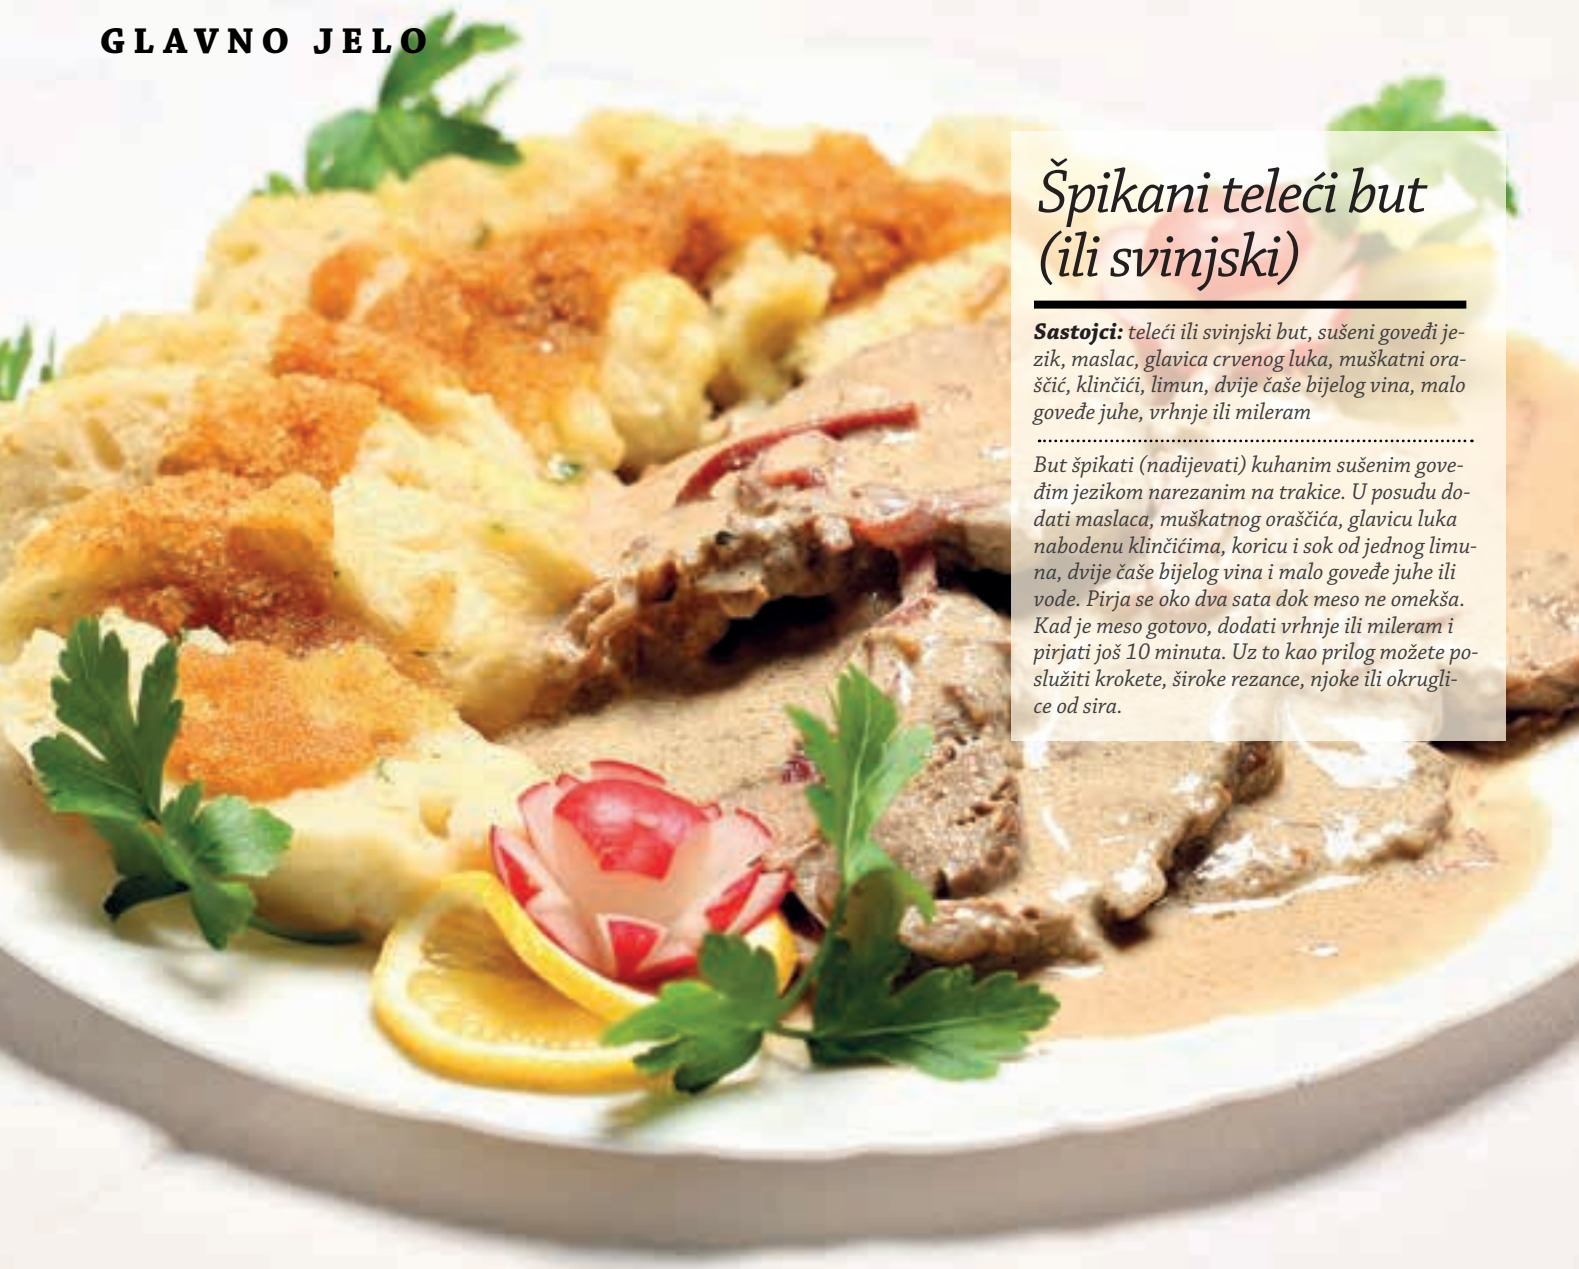 GLAVNO JELO
Špikani teleći but
(ili svinjski)
Sastojci: teleći ili svinjski but, sušeni goveđi je-
zik, maslac, glavica crvenog luka, muškatni ora-
ščić, klinčići, limun, dvije čaše bijelog vina, malo
goveđe juhe, vrhnje ili mileram
But špikati (nadijevati) kuhanim sušenim gove-
đim jezikom narezanim na trakice. U posudu do-
dati maslaca, muškatnog oraščića, glavicu luka
nabodenu klinčićima, koricu i sok od jednog limu-
na, dvije čaše bijelog vina i malo goveđe juhe ili
vode. Pirja se oko dva sata dok meso ne omekša.
Kad je meso gotovo, dodati vrhnje ili mileram i
pirjati još 10 minuta. Uz to kao prilog možete po-
služiti krokete, široke rezance, njoke ili okrugli-
ce od sira.